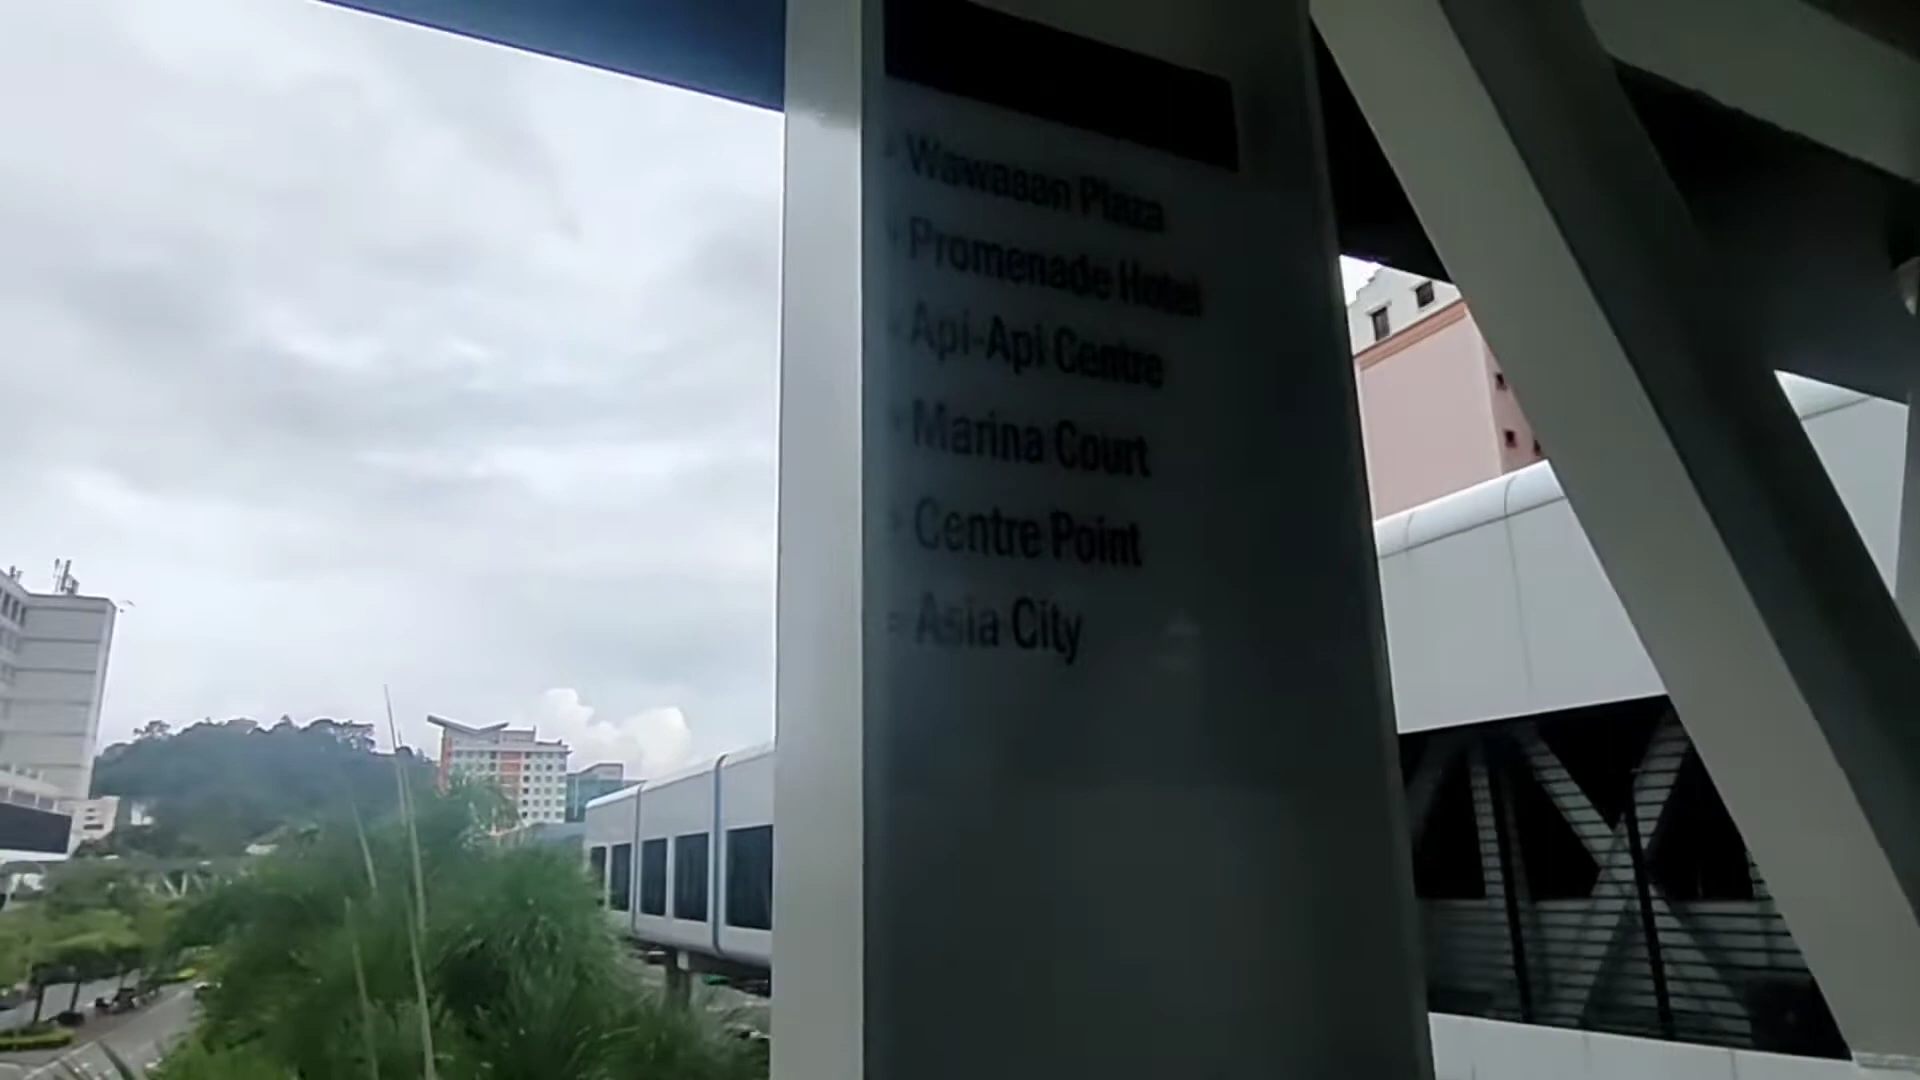 Wawasan Plaza
Promenade Hotel
Api-Api Centre
Marina Court
Centre Point
Asia City